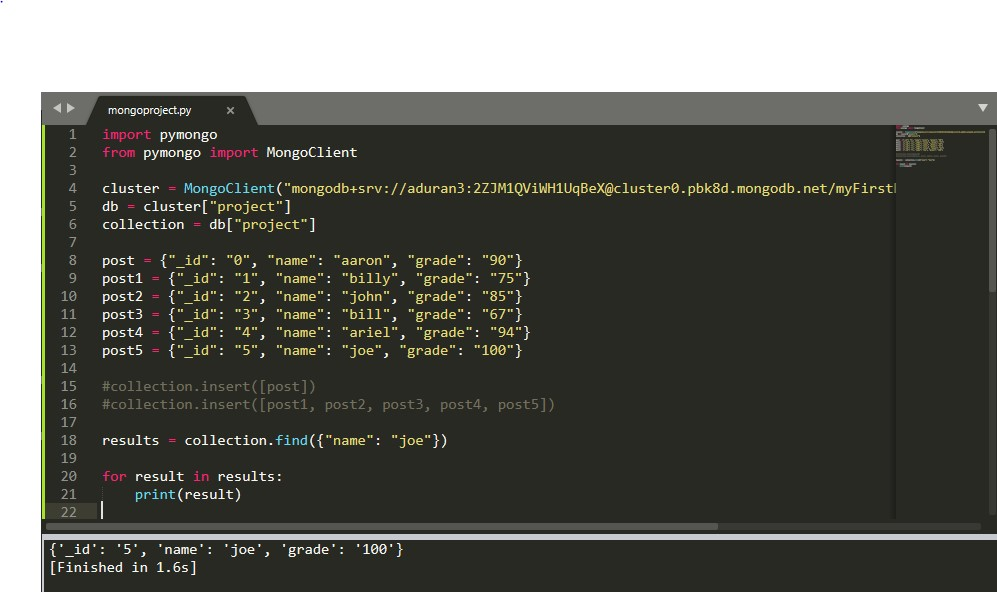 mongoproject.py
1 import pymongo
2 from pymongo import MongoClient
3
4 cluster = MongoClient("mongodb+srv://aduran3:2ZJM1QViWH1UqBeX@cluster0.pbk8d.mongodb.net/myFirst
5 db = cluster["project"]
6 collection = db["project"]
7
8 post = {"_id": "0", "name": "aaron", "grade": "90"}
9 post1 = {"_id": "1", "name": "billy", "grade": "75"}
10 post2 = {"_id": "2", "name": "john", "grade": "85"}
11 post3 = {"_id": "3", "name": "bill", "grade": "67"}
12 post4 = {"_id": "4", "name": "ariel", "grade": "94"}
13 post5 = {"_id": "5", "name": "joe", "grade": "100"}
14
15 #collection.insert([post])
16 #collection.insert([post1, post2, post3, post4, post5])
17
18 results = collection.find({"name": "joe"})
19
20 for result in results:
21     print(result)
22
{'_id': '5', 'name': 'joe', 'grade': '100'}
[Finished in 1.6s]